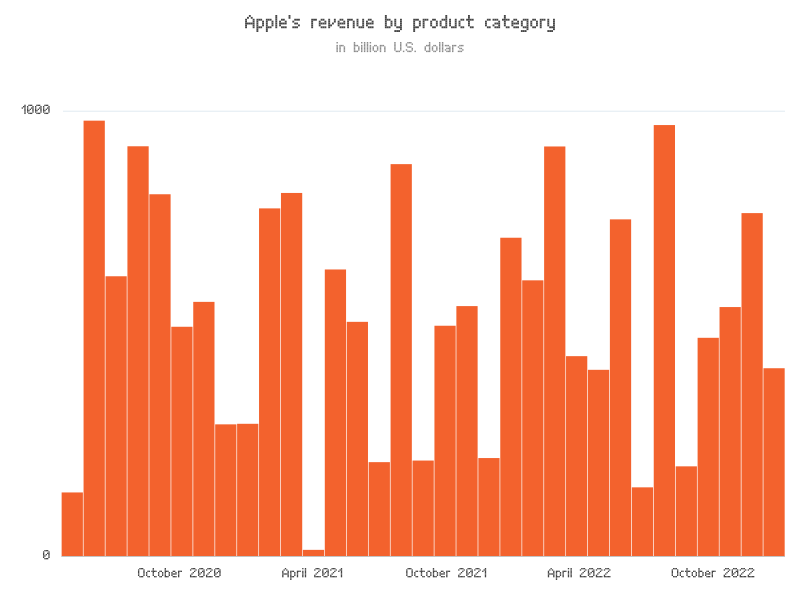 Apple's revenue by product category
in billion U.S. dollars
1000
0
October 2020 April 2021 October 2021 April 2022 October 2022